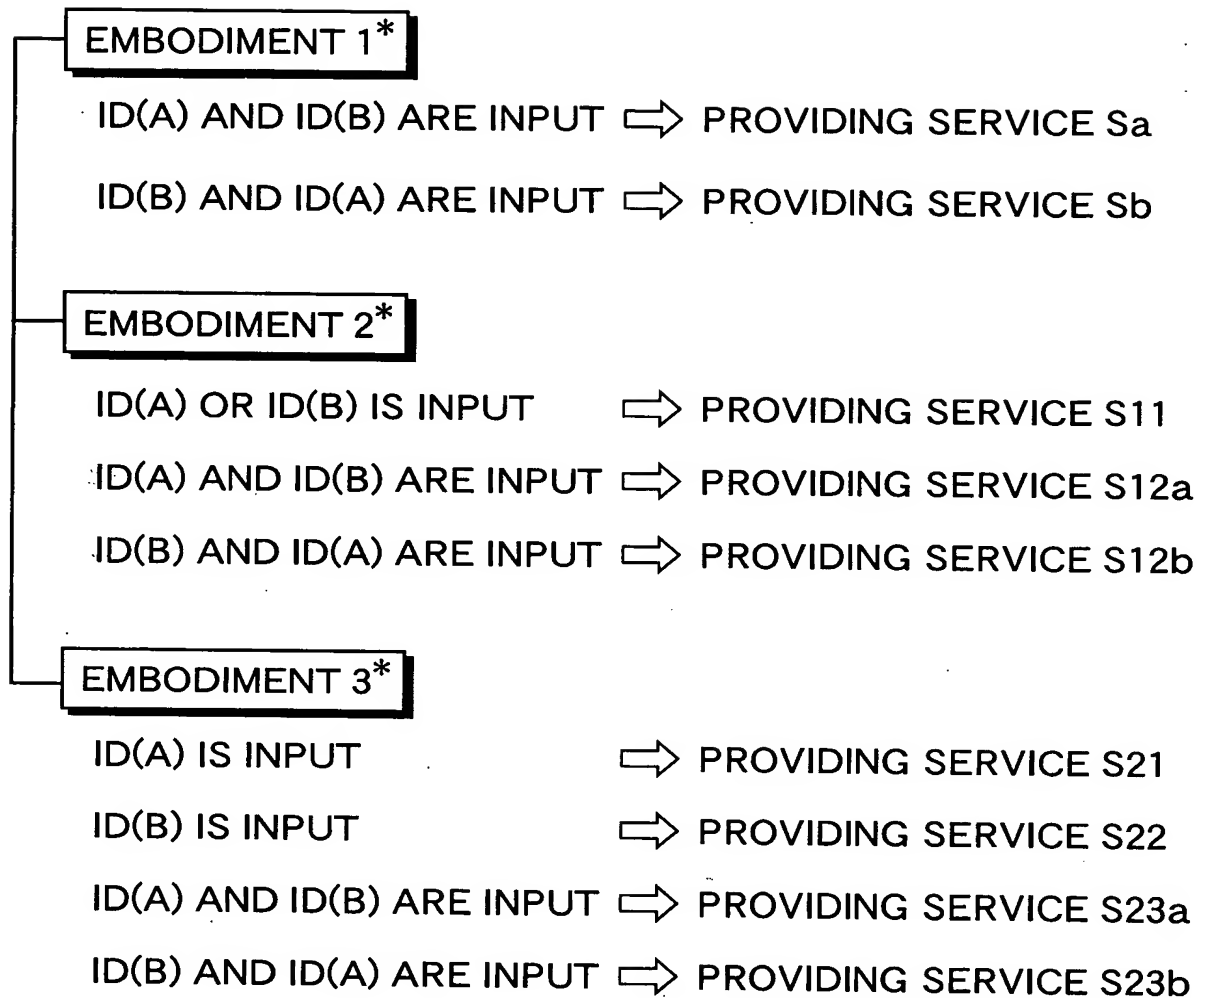 EMBODIMENT 1*
ID(A) AND ID(B) ARE INPUT ⇨ PROVIDING SERVICE Sa
ID(B) AND ID(A) ARE INPUT ⇨ PROVIDING SERVICE Sb
EMBODIMENT 2*
ID(A) OR ID(B) IS INPUT ⇨ PROVIDING SERVICE S11
ID(A) AND ID(B) ARE INPUT ⇨ PROVIDING SERVICE S12a
ID(B) AND ID(A) ARE INPUT ⇨ PROVIDING SERVICE S12b
EMBODIMENT 3*
ID(A) IS INPUT ⇨ PROVIDING SERVICE S21
ID(B) IS INPUT ⇨ PROVIDING SERVICE S22
ID(A) AND ID(B) ARE INPUT ⇨ PROVIDING SERVICE S23a
ID(B) AND ID(A) ARE INPUT ⇨ PROVIDING SERVICE S23b